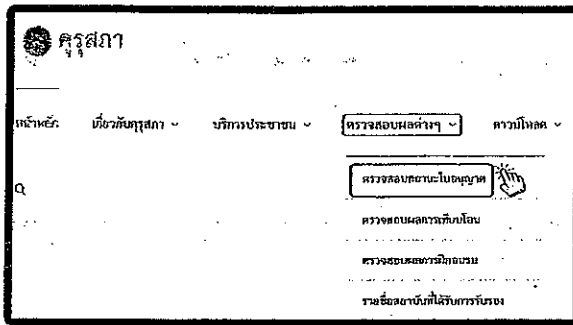 คุรุสภา
หน้าหลัก เกี่ยวกับคุรุสภา บริการประชาชน ตรวจสอบผลต่างๆ ดาวน์โหลด
ตรวจสอบสถานะใบอนุญาต
ตรวจสอบผลการเทียบโอน
ตรวจสอบผลการฝึกอบรม
รายชื่อสถาบันที่ได้รับการรับรอง